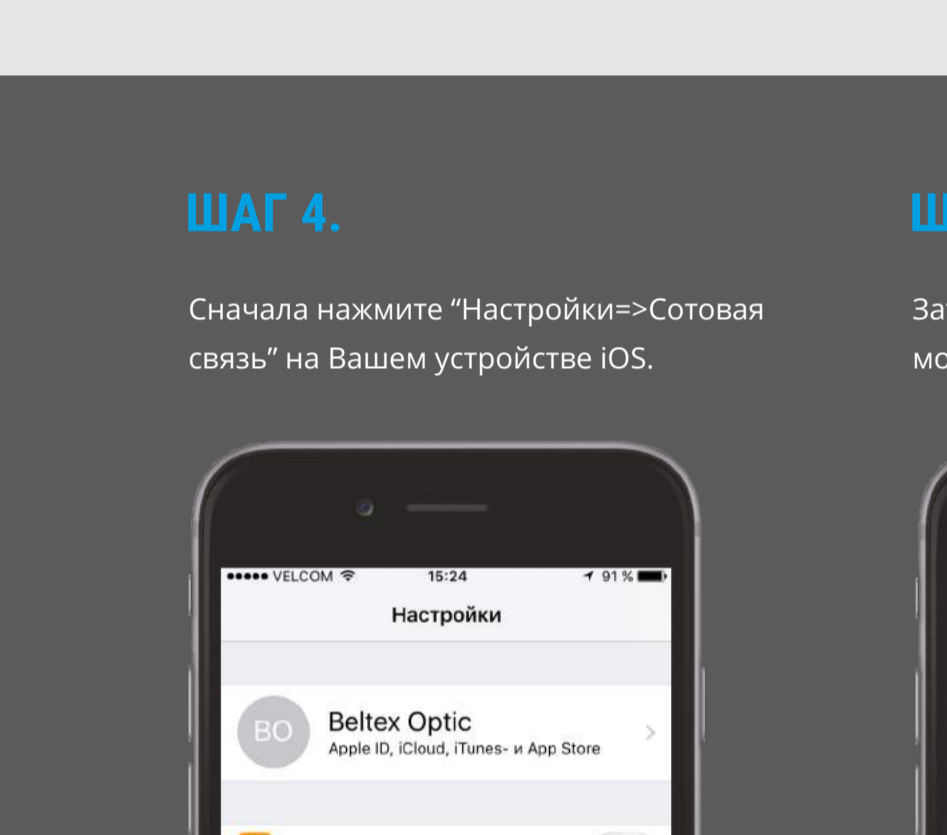 ШАГ 4.
Сначала нажмите “Настройки=>Сотовая
связь” на Вашем устройстве iOS.
VELCOM
15:24
91 %
Настройки
BO
Beltex Optic
Apple ID, iCloud, iTunes- и App Store